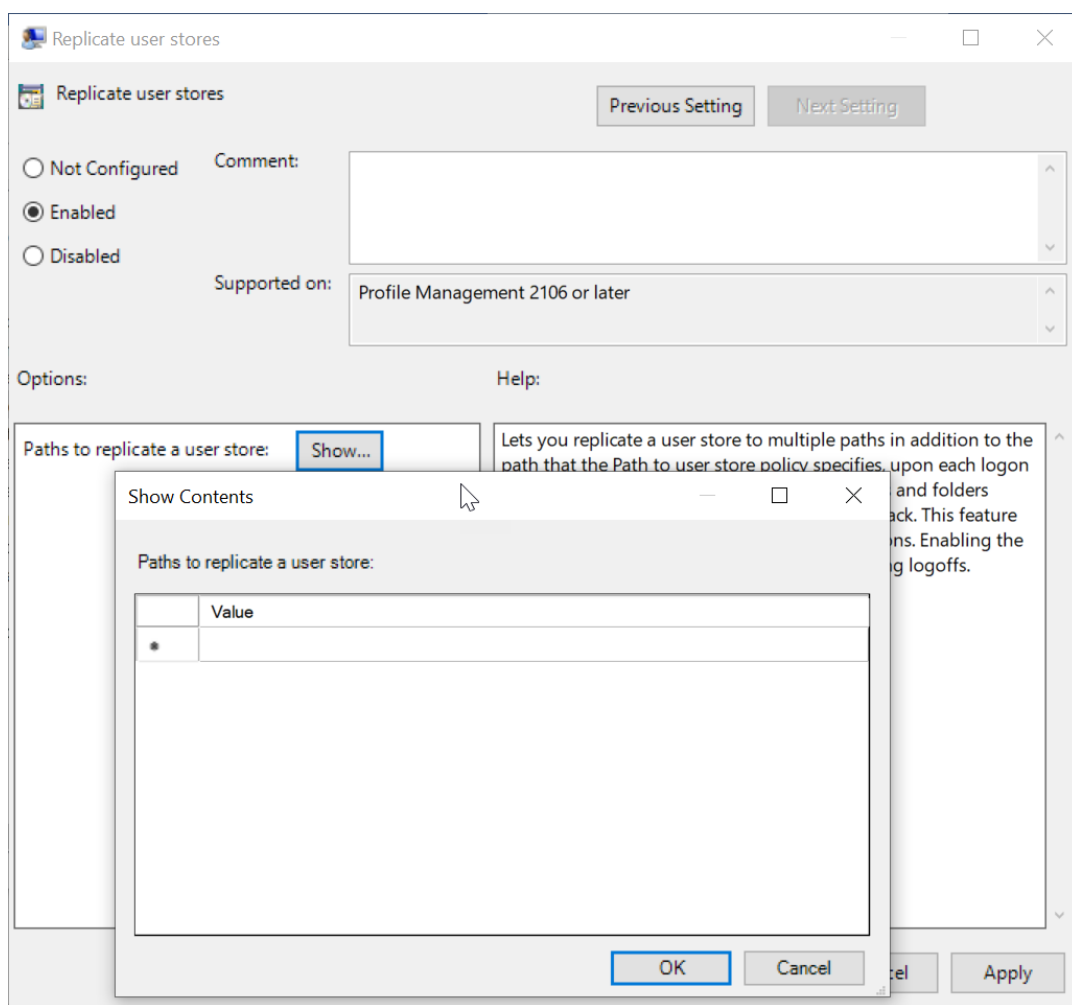 Replicate user stores
Replicate user stores
Previous Setting
Next Setting
Not Configured
Comment:
Enabled
Disabled
Supported on:
Profile Management 2106 or later
Options:
Help:
Paths to replicate a user store:
Show...
Lets you replicate a user store to multiple paths in addition to the
path that the Path to user store policy specifies, upon each logon
and folders
This feature
Enabling the
logoffs.
Show Contents
Paths to replicate a user store:
Value
OK
Cancel
Apply